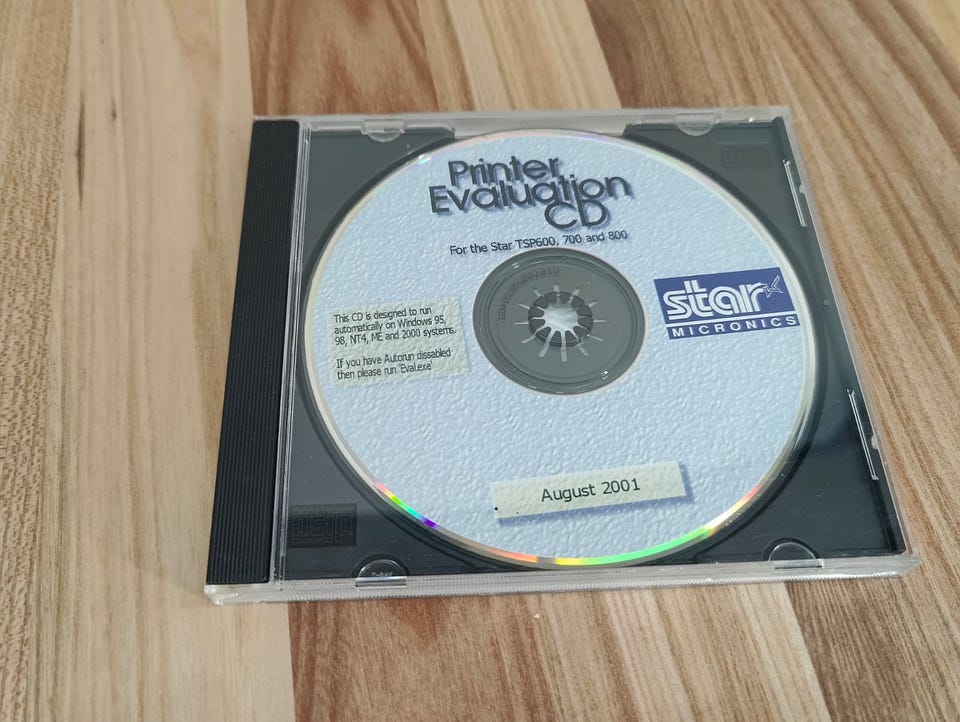 Printer
Evaluation
CD
For the Star TSP600, 700 and 800
This CD is designed to run
automatically on Windows 95,
98, NT4, ME and 2000 systems.
If you have Autorun dissabled
then please run 'Eval.exe'
star
MICRONICS
August 2001